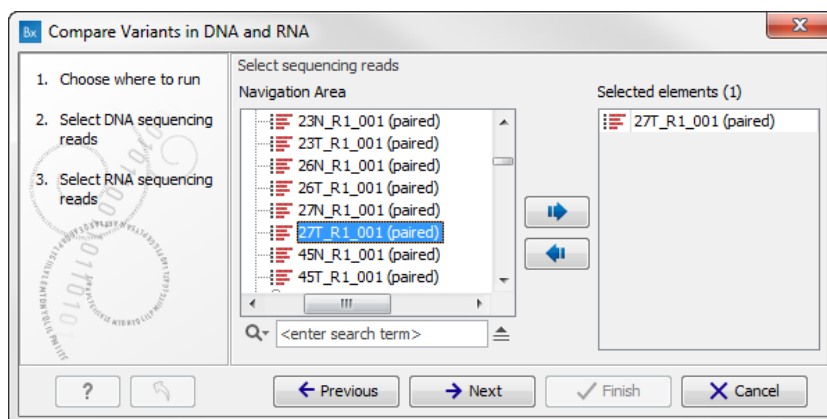 Bx Compare Variants in DNA and RNA
1. Choose where to run
2. Select DNA sequencing
reads
3. Select RNA sequencing
reads
Select sequencing reads
Navigation Area
23N_R1_001 (paired)
23T_R1_001 (paired)
26N_R1_001 (paired)
26T_R1_001 (paired)
27N_R1_001 (paired)
27T_R1_001 (paired)
45N_R1_001 (paired)
45T_R1_001 (paired)
<enter search term>
Selected elements (1)
27T_R1_001 (paired)
?
Previous
Next
Finish
Cancel